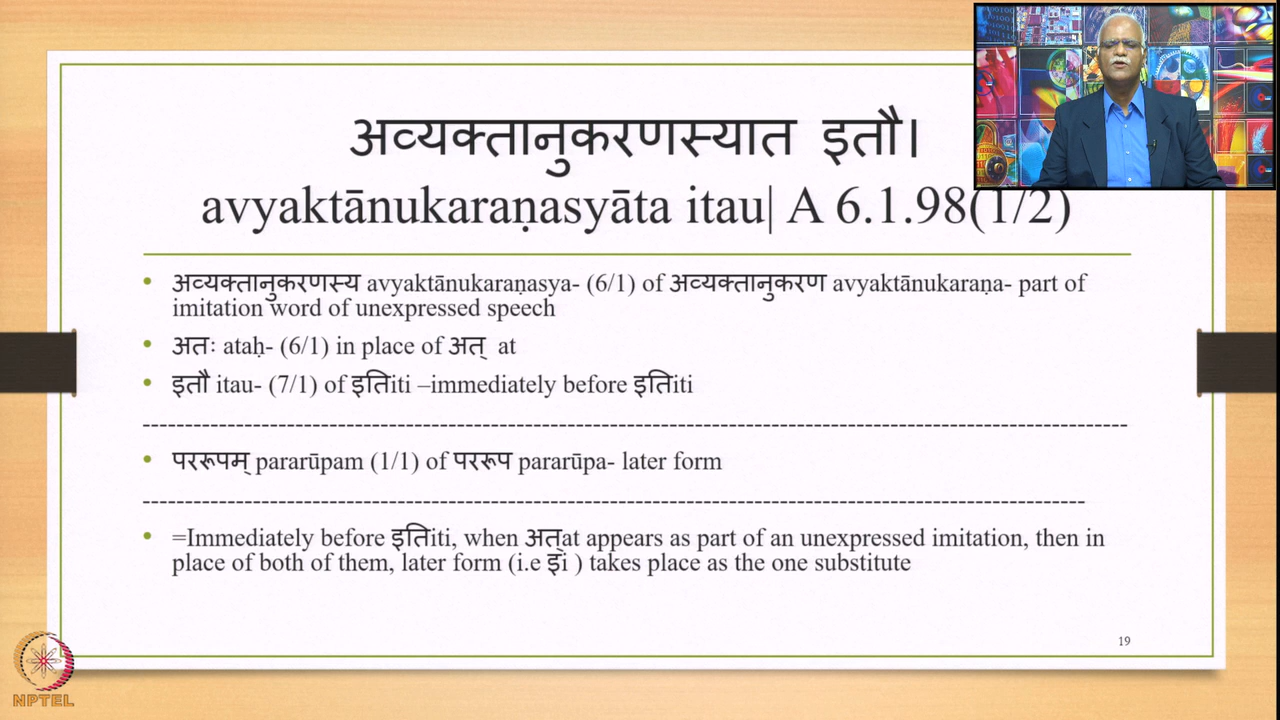 अव्यक्तानुकरणस्यात इतौ।
avyaktānukaraṇasyāta itau| A 6.1.98(1/2)
• अव्यक्तानुकरणस्य avyaktānukaraṇasya- (6/1) of अव्यक्तानुकरण avyaktānukaraṇa- part of
imitation word of unexpressed speech
• अतः ataḥ- (6/1) in place of अत् at
• इतौ itau- (7/1) of इतिiti –immediately before इतिiti
• पररूपम् pararūpam (1/1) of पररूप pararūpa- later form
• =Immediately before इतिiti, when अत्at appears as part of an unexpressed imitation, then in
place of both of them, later form (i.e इi ) takes place as the one substitute
19
NPTEL